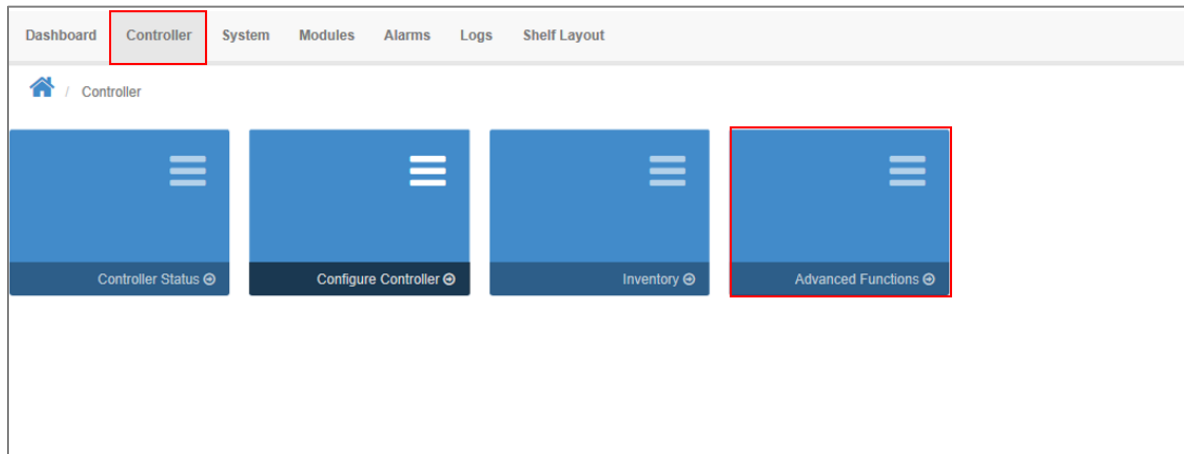 Dashboard Controller System Modules Alarms Logs Shelf Layout
/ Controller
Controller Status Configure Controller Inventory Advanced Functions